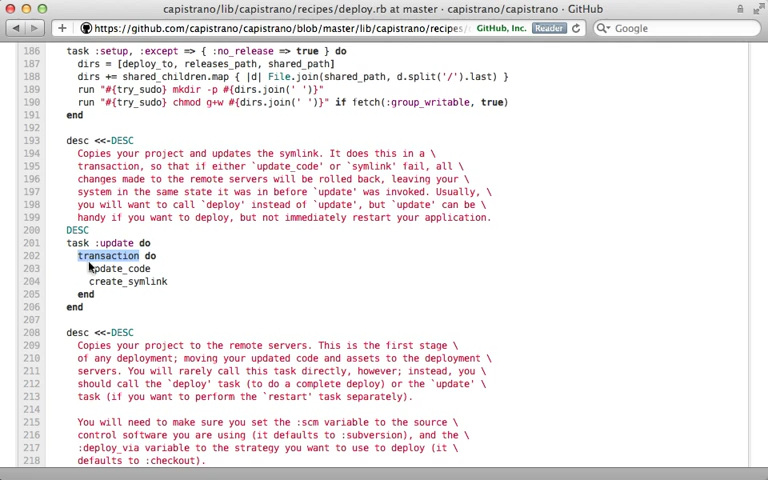 capistrano/lib/capistrano/recipes/deploy.rb at master · capistrano/capistrano · GitHub
https://github.com/capistrano/capistrano/blob/master/lib/capistrano/recipes/ GitHub, Inc. Reader Google
186 task :setup, :except => { :no_release => true } do
187 dirs = [deploy_to, releases_path, shared_path]
188 dirs += shared_children.map { |d| File.join(shared_path, d.split('/').last) }
189 run "#{try_sudo} mkdir -p #{dirs.join(' ')}"
190 run "#{try_sudo} chmod g+w #{dirs.join(' ')}" if fetch(:group_writable, true)
191 end
192
193 desc <<-DESC
194 Copies your project and updates the symlink. It does this in a \
195 transaction, so that if either `update_code' or `symlink' fail, all \
196 changes made to the remote servers will be rolled back, leaving your \
197 system in the same state it was in before `update' was invoked. Usually, \
198 you will want to call `deploy' instead of `update', but `update' can be \
199 handy if you want to deploy, but not immediately restart your application.
200 DESC
201 task :update do
202 transaction do
203 update_code
204 create_symlink
205 end
206 end
207
208 desc <<-DESC
209 Copies your project to the remote servers. This is the first stage \
210 of any deployment; moving your updated code and assets to the deployment \
211 servers. You will rarely call this task directly, however; instead, you \
212 should call the `deploy' task (to do a complete deploy) or the `update' \
213 task (if you want to perform the `restart' task separately).
214
215 You will need to make sure you set the :scm variable to the source \
216 control software you are using (it defaults to :subversion), and the \
217 :deploy_via variable to the strategy you want to use to deploy (it \
218 defaults to :checkout).